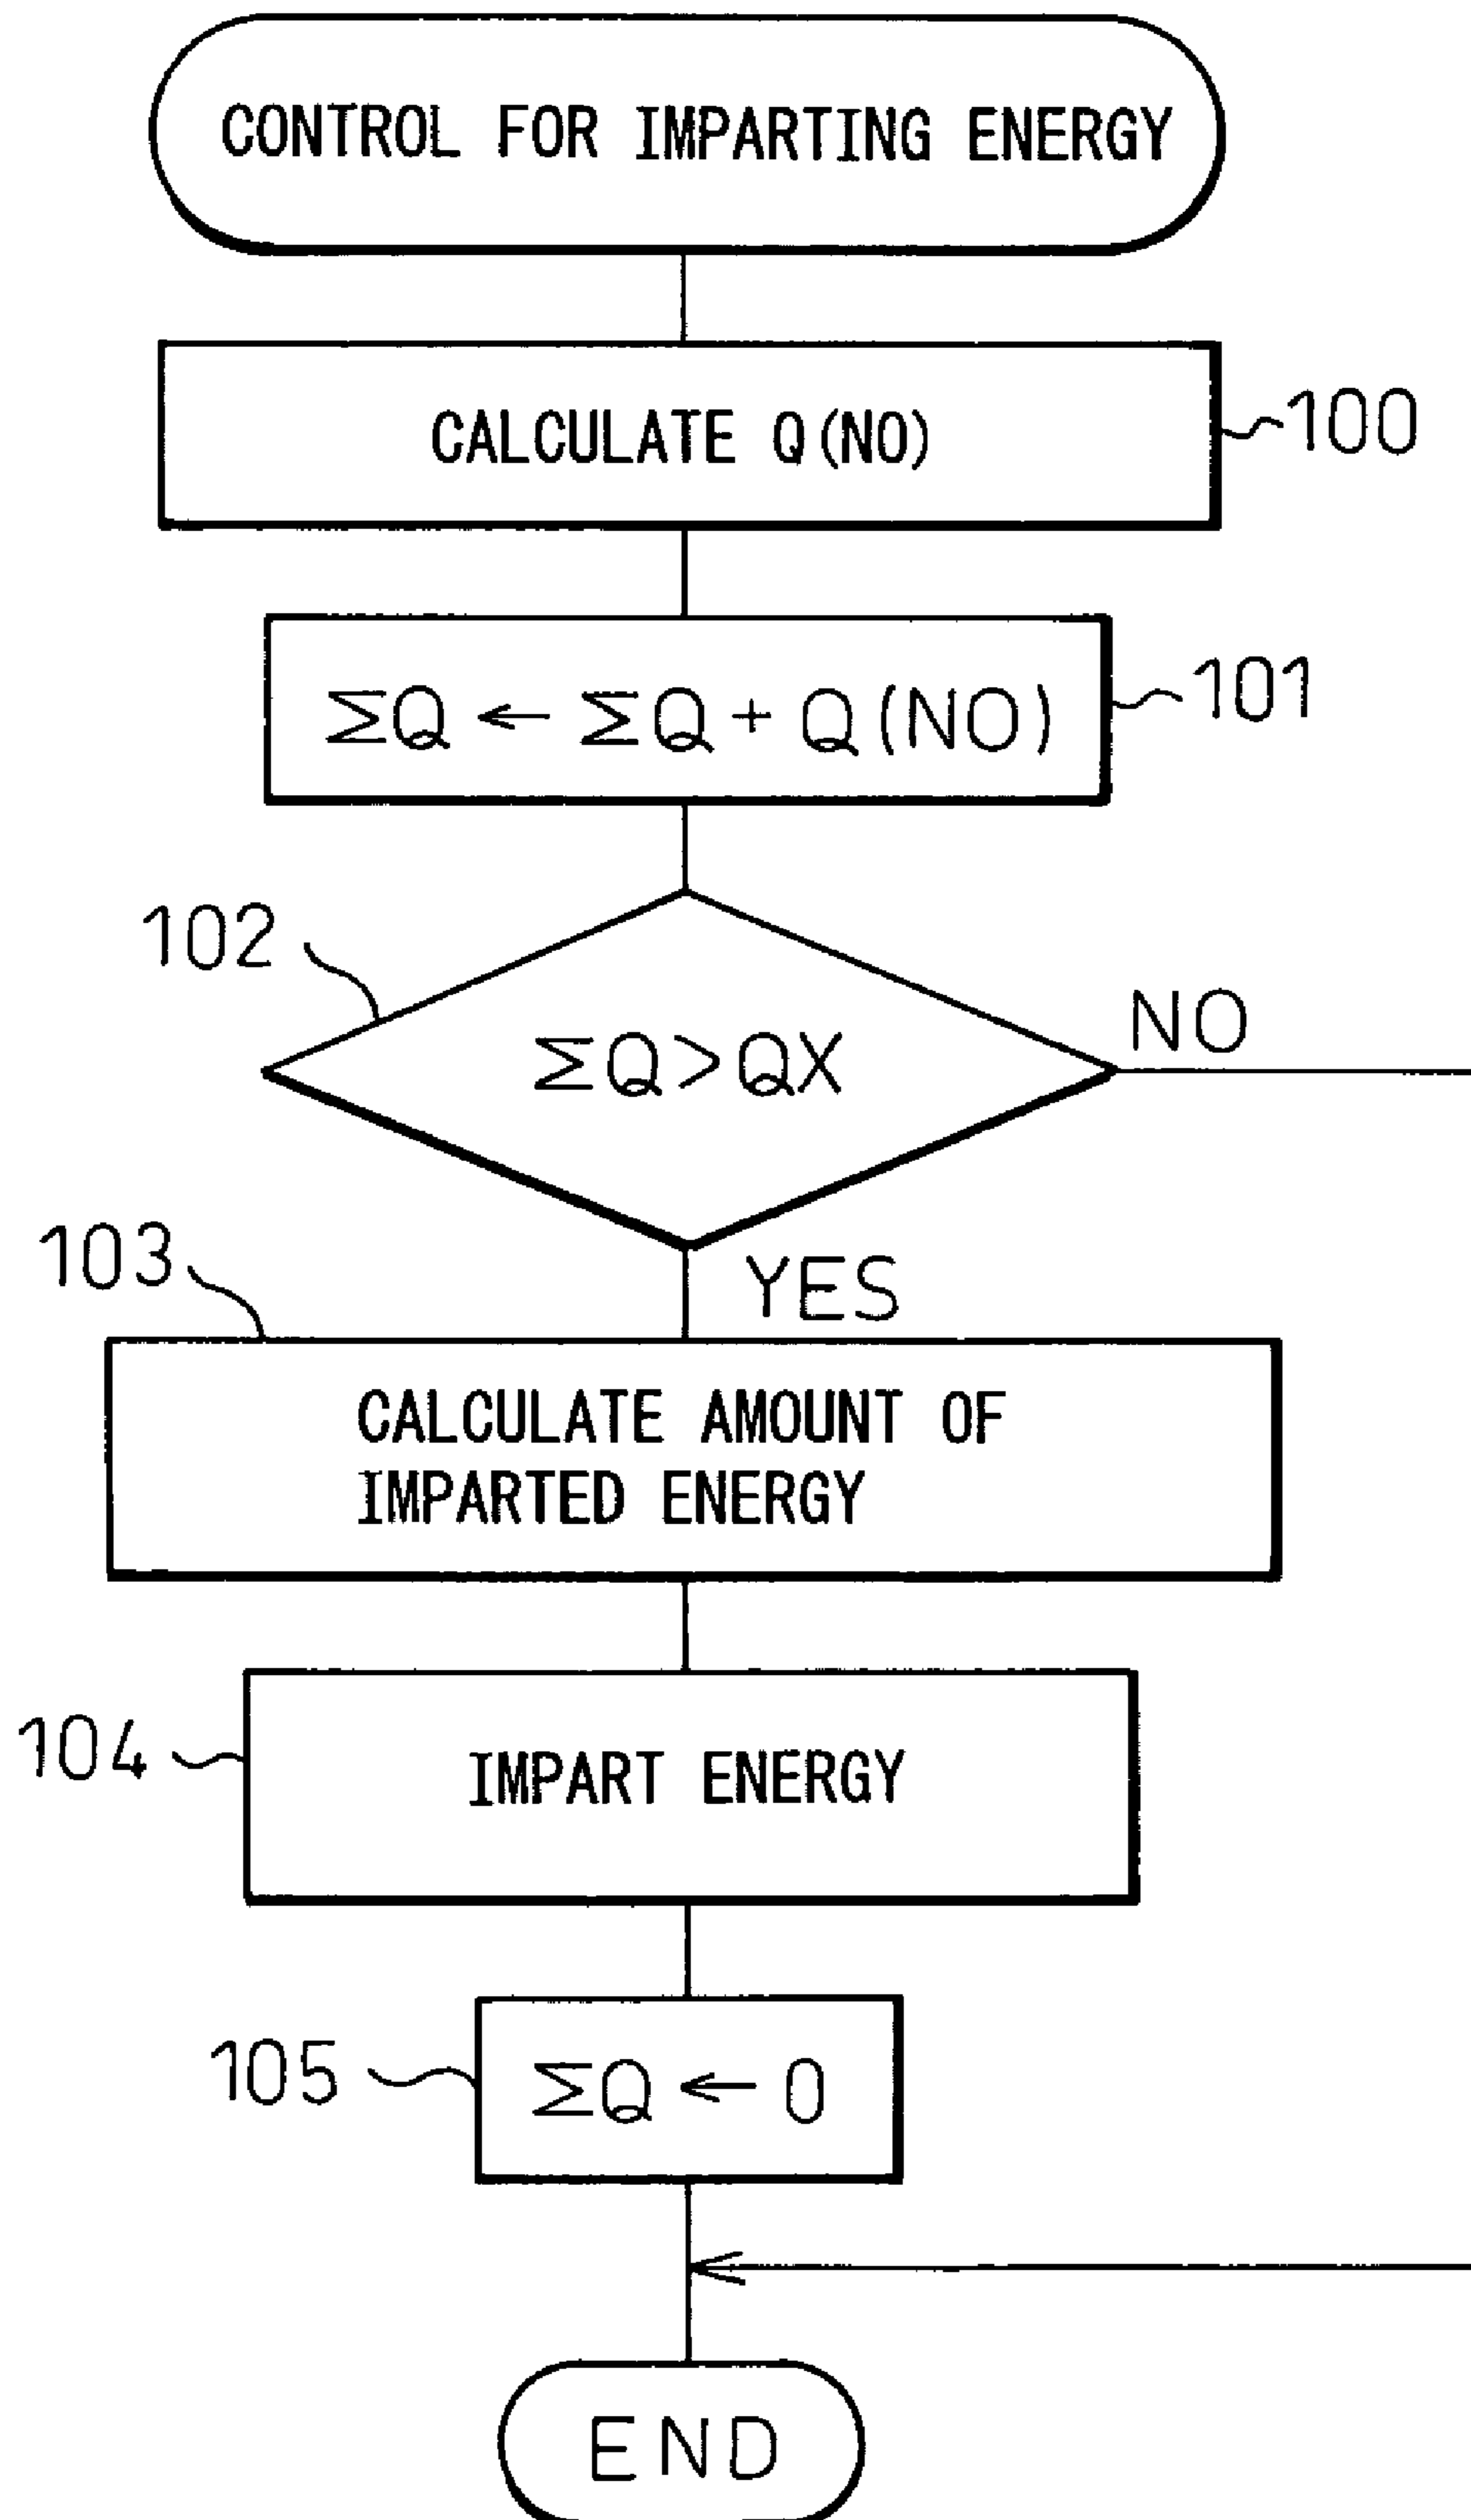 CONTROL FOR IMPARTING ENERGY
CALCULATE Q(NO)
100
ΣQ ← ΣQ + Q(NO)
101
102
ΣQ>QX
NO
YES
103
CALCULATE AMOUNT OF
IMPARTED ENERGY
104
IMPART ENERGY
105
ΣQ ← 0
END